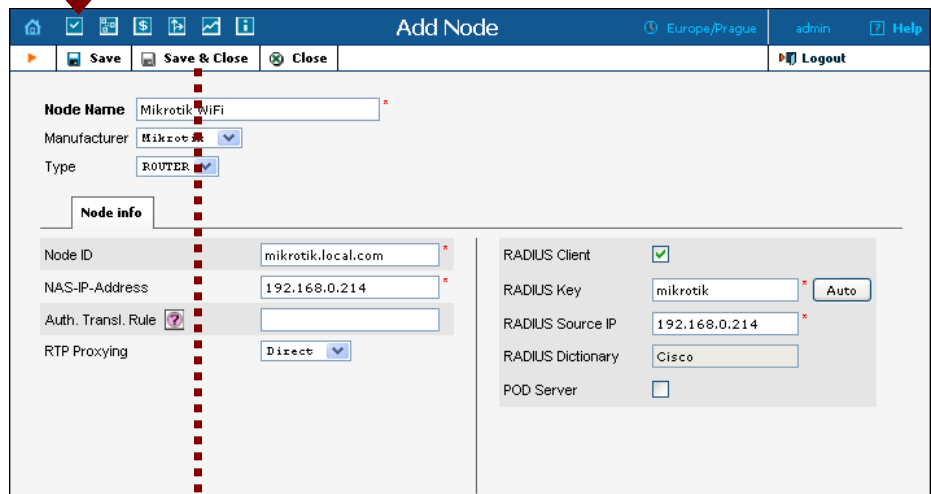 Add Node Europe/Prague admin ? Help
Save Save & Close Close Logout
Node Name Mikrotik WiFi *
Manufacturer Mikrotik
Type ROUTER
Node info
Node ID mikrotik.local.com *
NAS-IP-Address 192.168.0.214 *
Auth. Transl. Rule ?
RTP Proxying Direct
RADIUS Client
RADIUS Key mikrotik * Auto
RADIUS Source IP 192.168.0.214 *
RADIUS Dictionary Cisco
POD Server